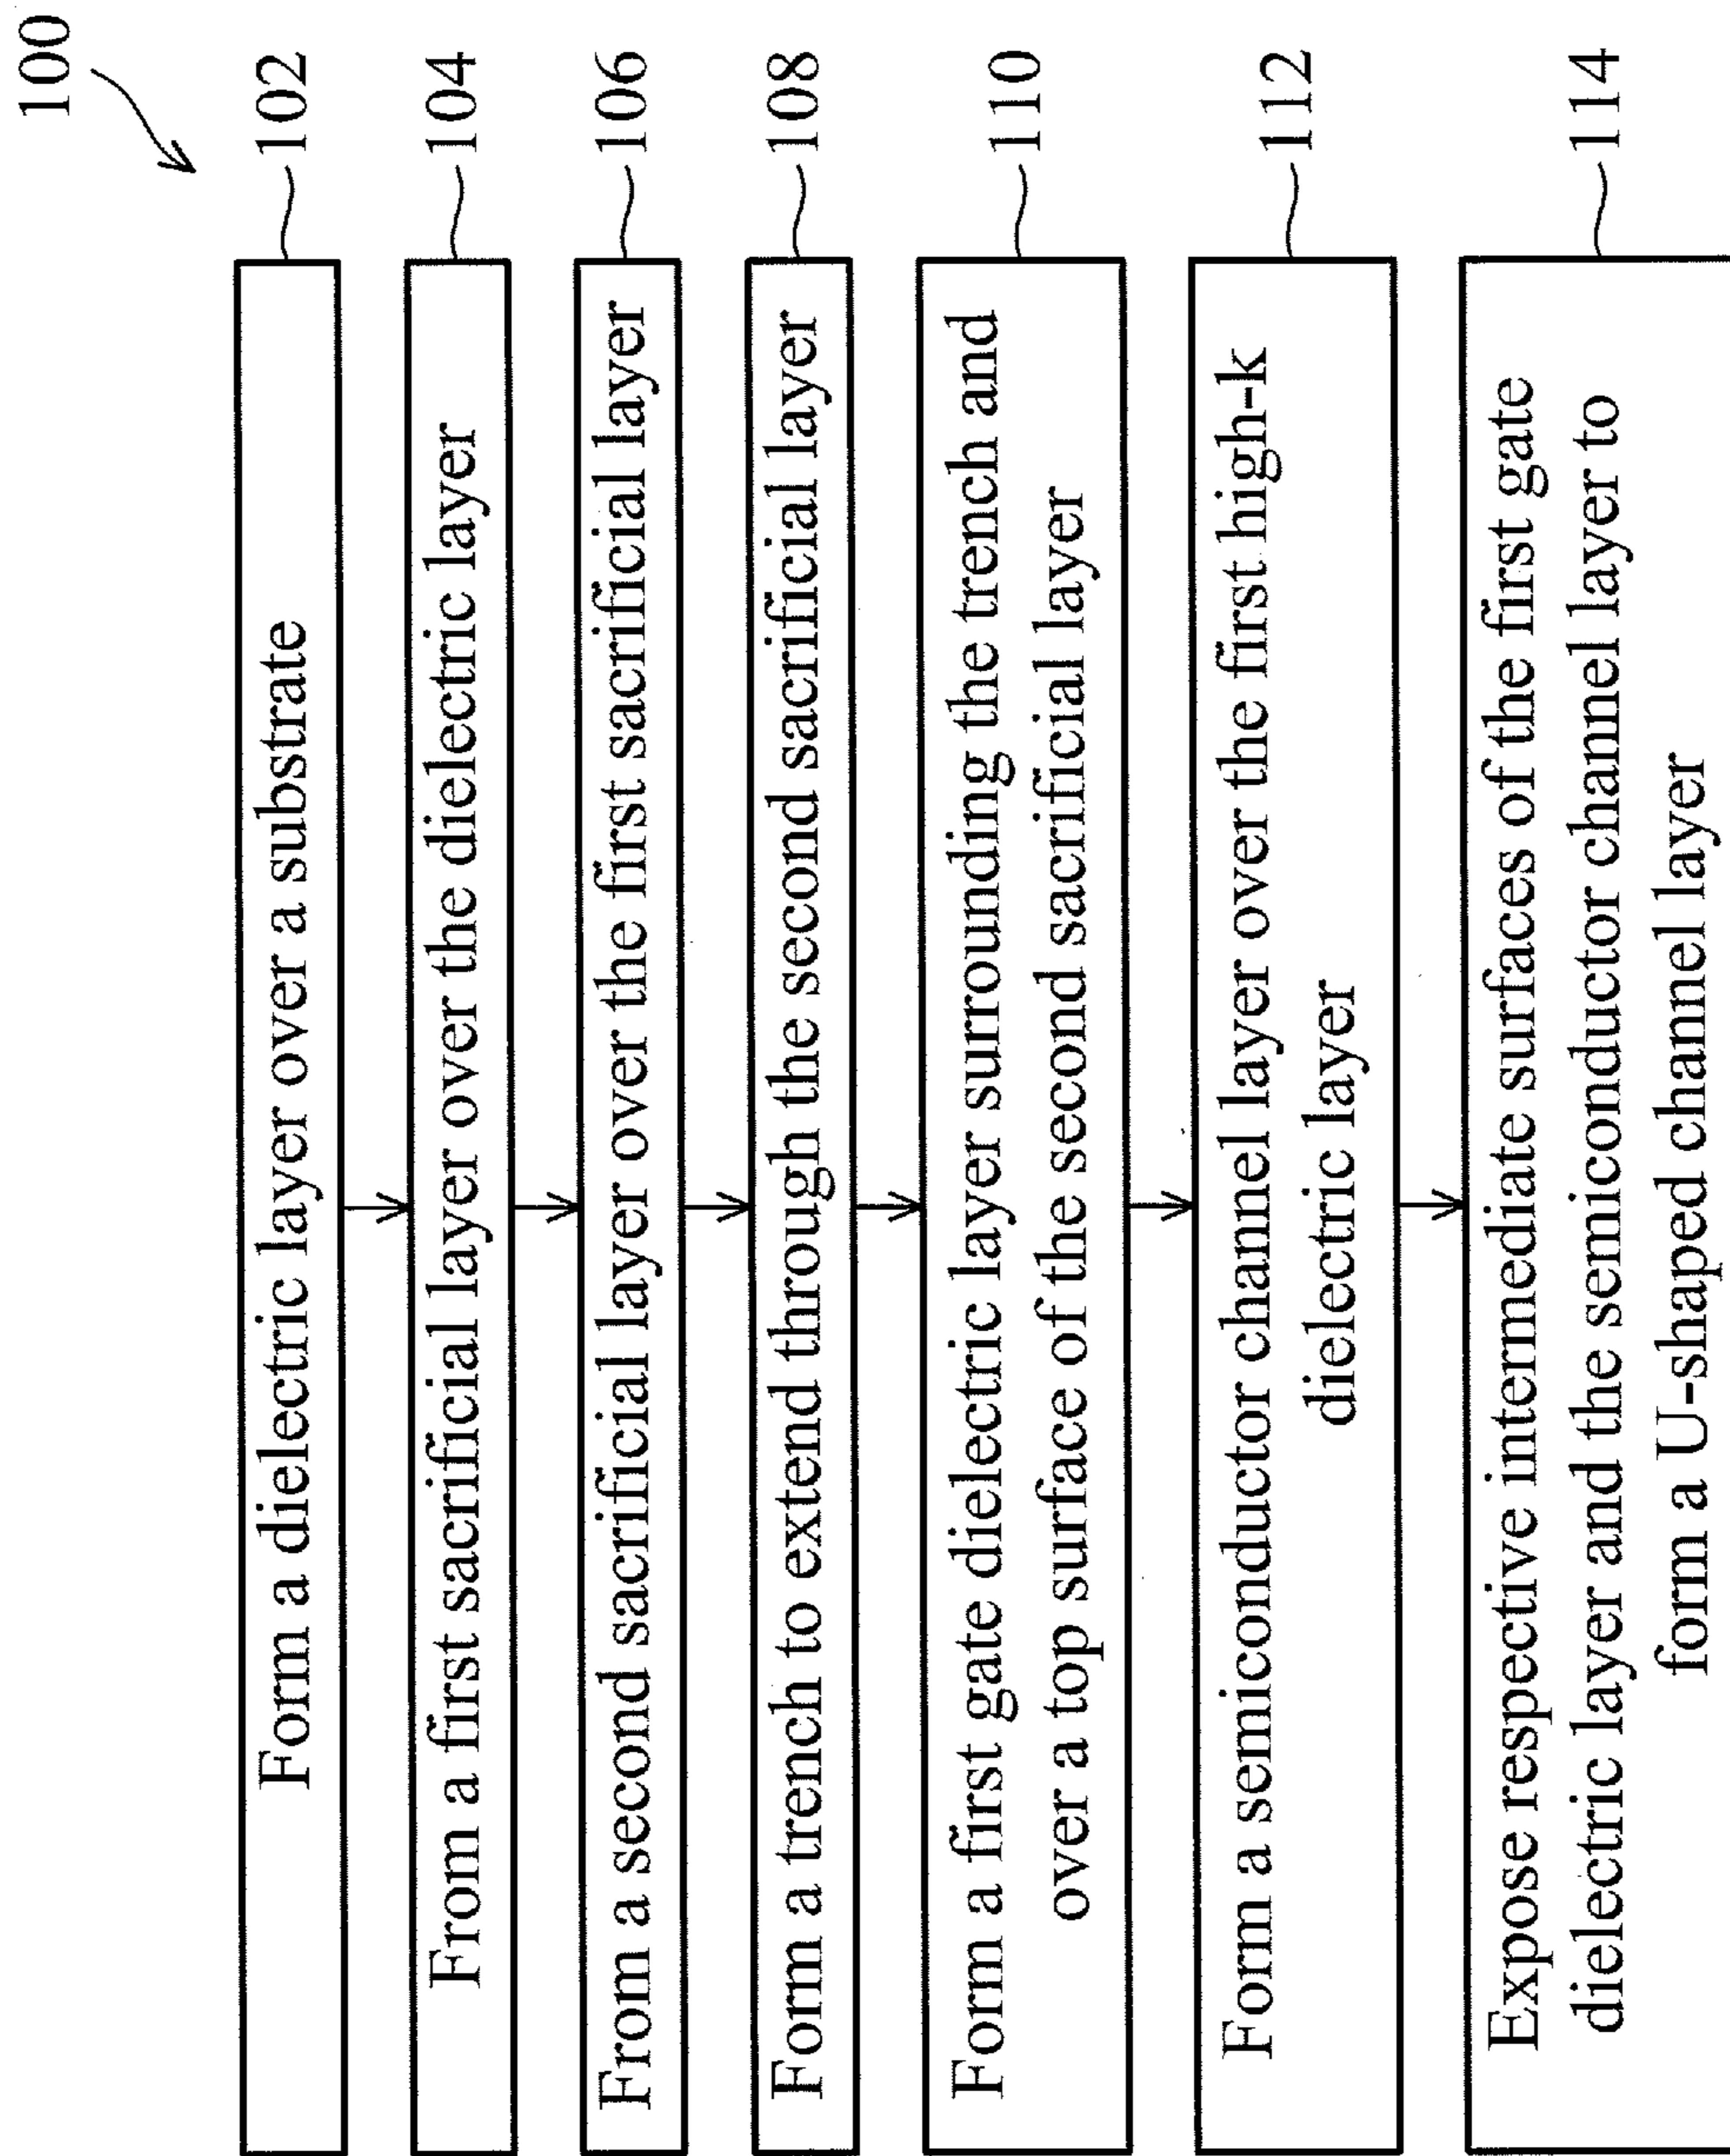 100
Form a dielectric layer over a substrate
102
From a first sacrificial layer over the dielectric layer
104
From a second sacrificial layer over the first sacrificial layer
106
Form a trench to extend through the second sacrificial layer
108
Form a first gate dielectric layer surrounding the trench and
over a top surface of the second sacrificial layer
110
Form a semiconductor channel layer over the first high-k
dielectric layer
112
Expose respective intermediate surfaces of the first gate
dielectric layer and the semiconductor channel layer to
form a U-shaped channel layer
114